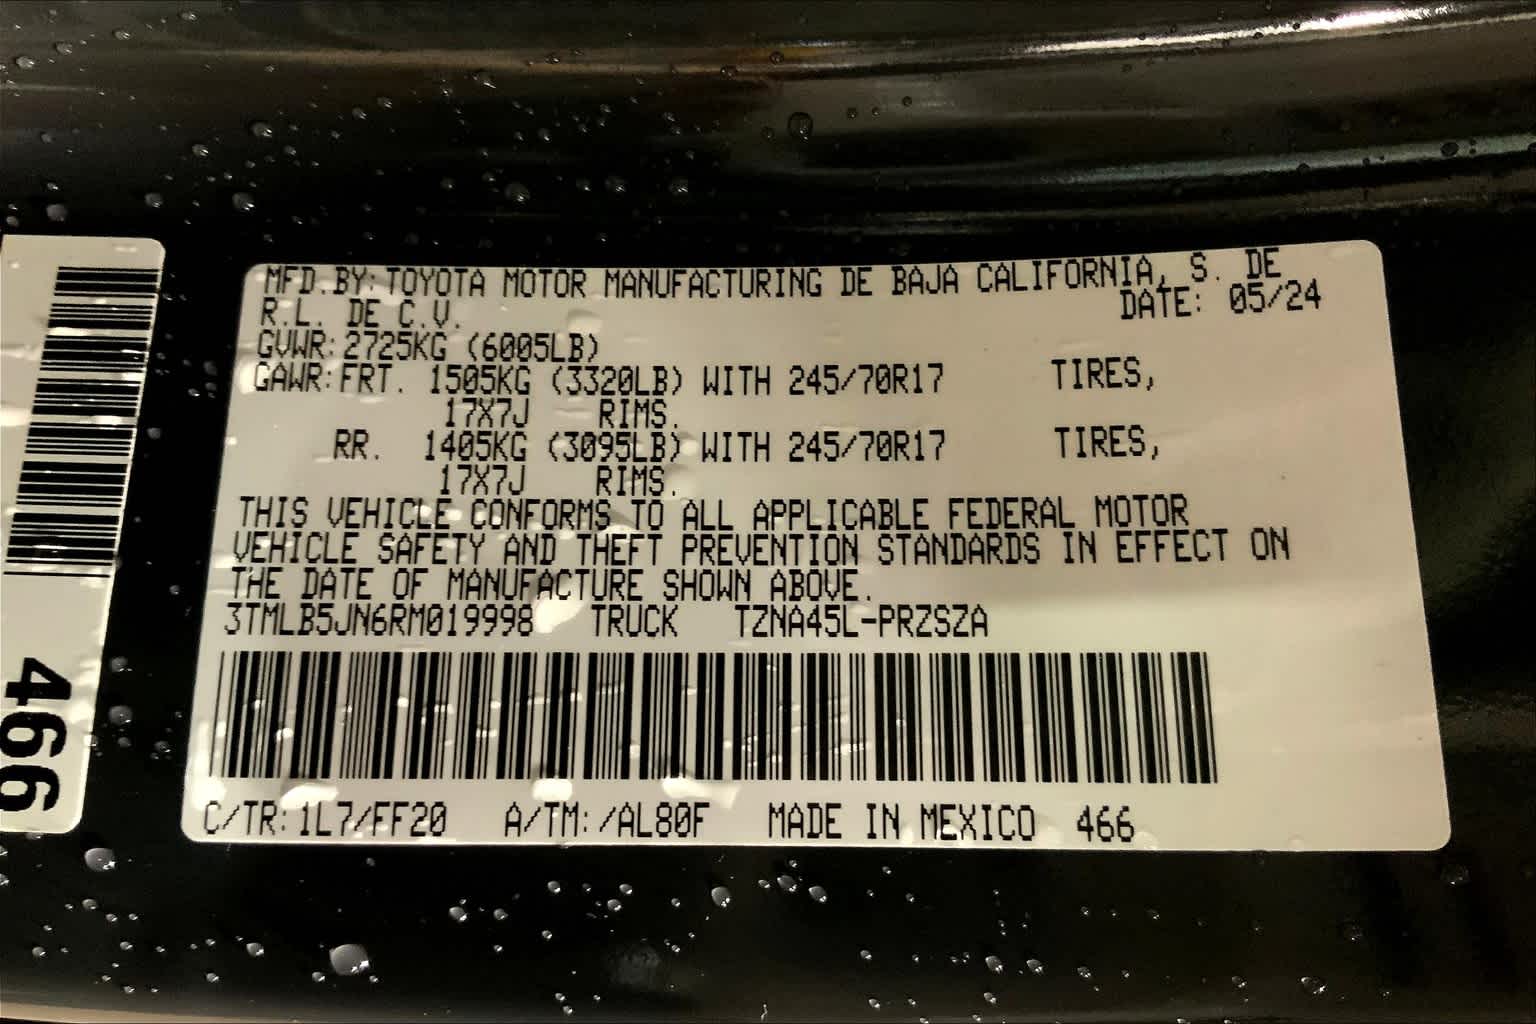 MFD.BY:TOYOTA MOTOR MANUFACTURING DE BAJA CALIFORNIA, S. DE
R.L. DE C.V. DATE: 05/24
GVWR:2725KG (6005LB)
GAWR:FRT. 1505KG (3320LB) WITH 245/70R17 TIRES,
17X7J RIMS.
RR. 1405KG (3095LB) WITH 245/70R17 TIRES,
17X7J RIMS.
THIS VEHICLE CONFORMS TO ALL APPLICABLE FEDERAL MOTOR
VEHICLE SAFETY AND THEFT PREVENTION STANDARDS IN EFFECT ON
THE DATE OF MANUFACTURE SHOWN ABOVE.
3TMLB5JN6RM019998 TRUCK TZNA45L-PRZSZA
C/TR:1L7/FF20 A/TM:/AL80F MADE IN MEXICO 466
466